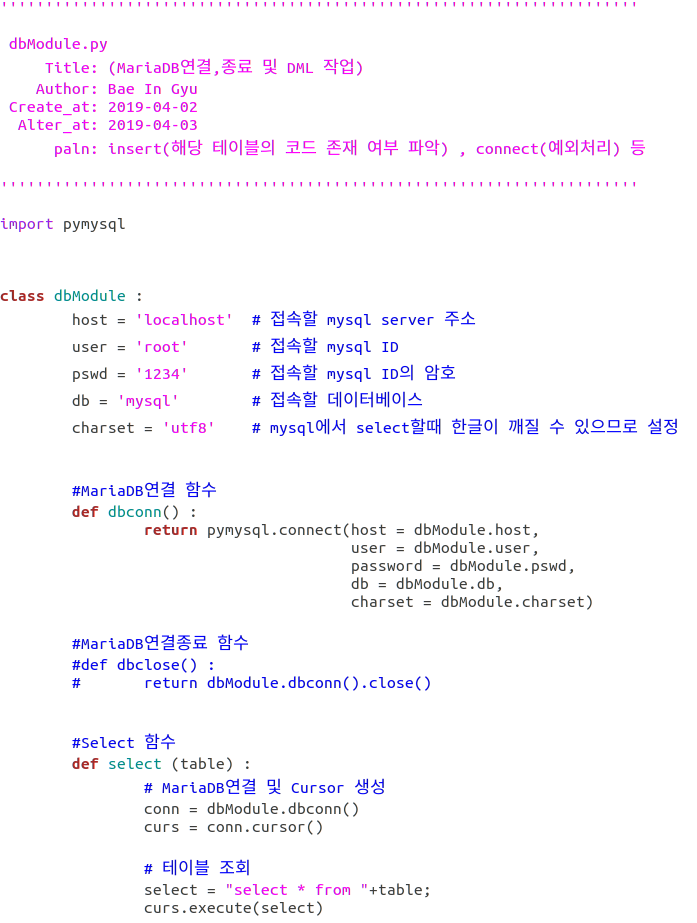 '''''''''''''''''''''''''''''''''''''''''''''''''''''''''''''''''''''''
dbModule.py
Title: (MariaDB연결,종료 및 DML 작업)
Author: Bae In Gyu
Create_at: 2019-04-02
Alter_at: 2019-04-03
paln: insert(해당 테이블의 코드 존재 여부 파악) , connect(예외처리) 등
'''''''''''''''''''''''''''''''''''''''''''''''''''''''''''''''''''''''
import pymysql
class dbModule :
host = 'localhost'  # 접속할 mysql server 주소
user = 'root'       # 접속할 mysql ID
pswd = '1234'       # 접속할 mysql ID의 암호
db = 'mysql'        # 접속할 데이터베이스
charset = 'utf8'    # mysql에서 select할때 한글이 깨질 수 있으므로 설정
#MariaDB연결 함수
def dbconn() :
return pymysql.connect(host = dbModule.host,
user = dbModule.user,
password = dbModule.pswd,
db = dbModule.db,
charset = dbModule.charset)
#MariaDB연결종료 함수
#def dbclose() :
#       return dbModule.dbconn().close()
#Select 함수
def select (table) :
# MariaDB연결 및 Cursor 생성
conn = dbModule.dbconn()
curs = conn.cursor()
# 테이블 조회
select = "select * from "+table;
curs.execute(select)